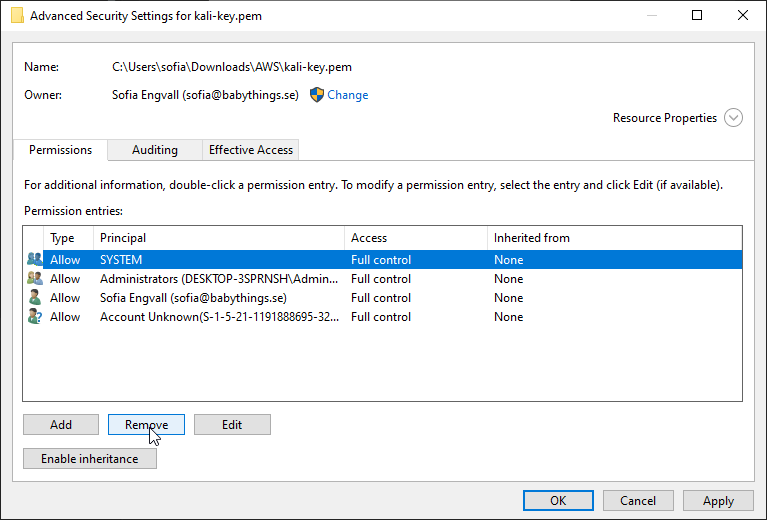 Advanced Security Settings for kali-key.pem
Name: C:\Users\sofia\Downloads\AWS\kali-key.pem
Owner: Sofia Engvall (sofia@babythings.se) Change
Resource Properties
Permissions Auditing Effective Access
For additional information, double-click a permission entry. To modify a permission entry, select the entry and click Edit (if available).
Permission entries:
Type Principal Access Inherited from
Allow SYSTEM Full control None
Allow Administrators (DESKTOP-3SPRNSH\Admin... Full control None
Allow Sofia Engvall (sofia@babythings.se) Full control None
Allow Account Unknown(S-1-5-21-1191888695-32... Full control None
Add Remove Edit
Enable inheritance
OK Cancel Apply